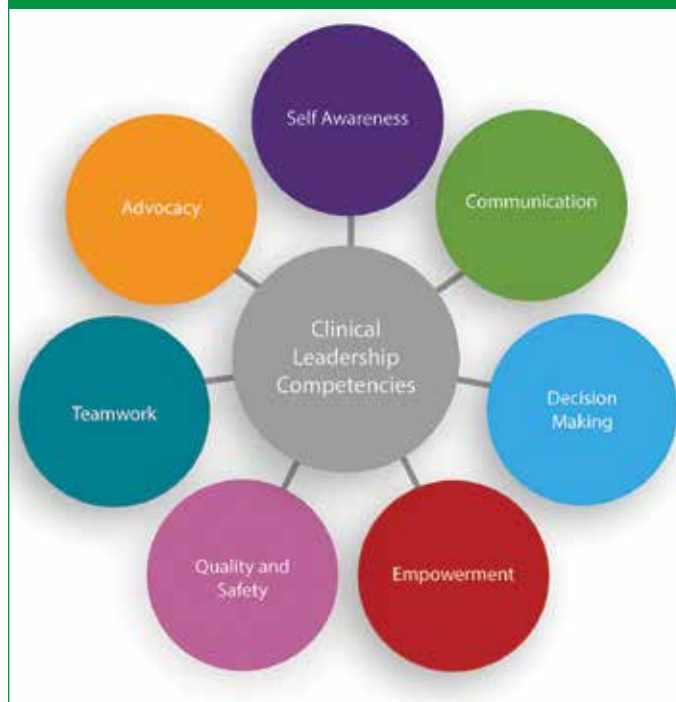 Self Awareness
Communication
Advocacy
Clinical
Leadership
Competencies
Decision
Making
Teamwork
Quality and
Safety
Empowerment